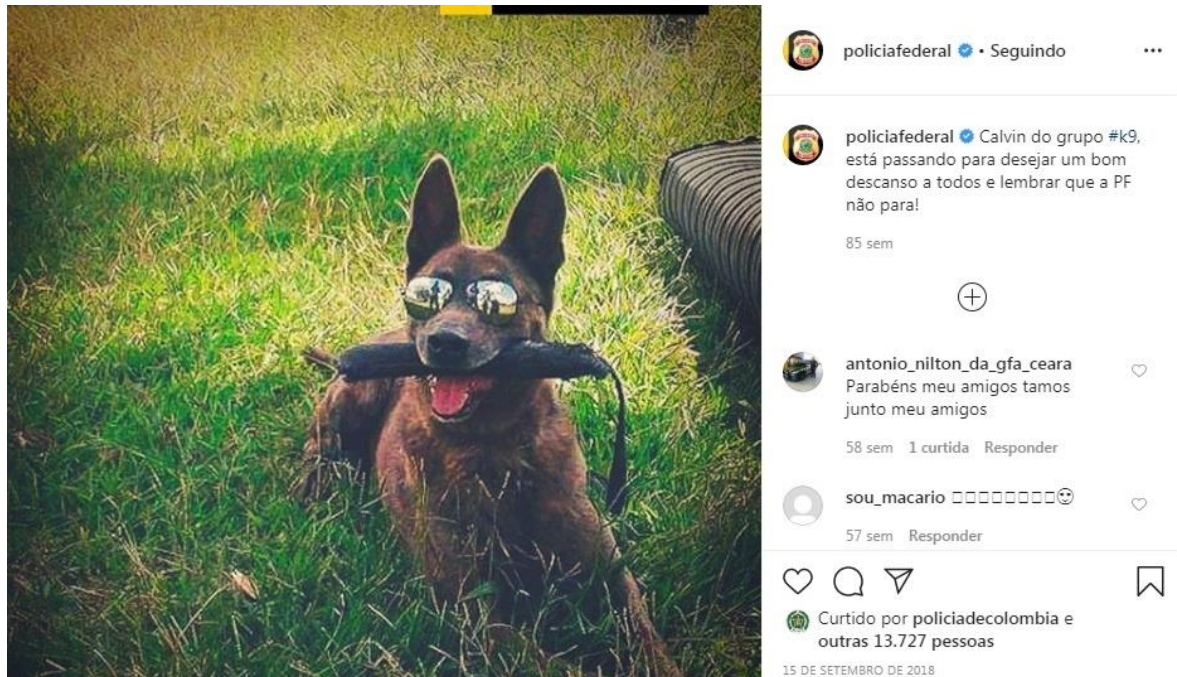 policiafederal • Seguindo
policiafederal Calvin do grupo #k9,
está passando para desejar um bom
descanso a todos e lembrar que a PF
não para!
85 sem
antonio_nilton_da_gfa_ceara
Parabéns meu amigos tamos
junto meu amigos
58 sem 1 curtida Responder
sou_macario □□□□□□□□😍
57 sem Responder
Curtido por policiadecolombia e
outras 13.727 pessoas
15 DE SETEMBRO DE 2018